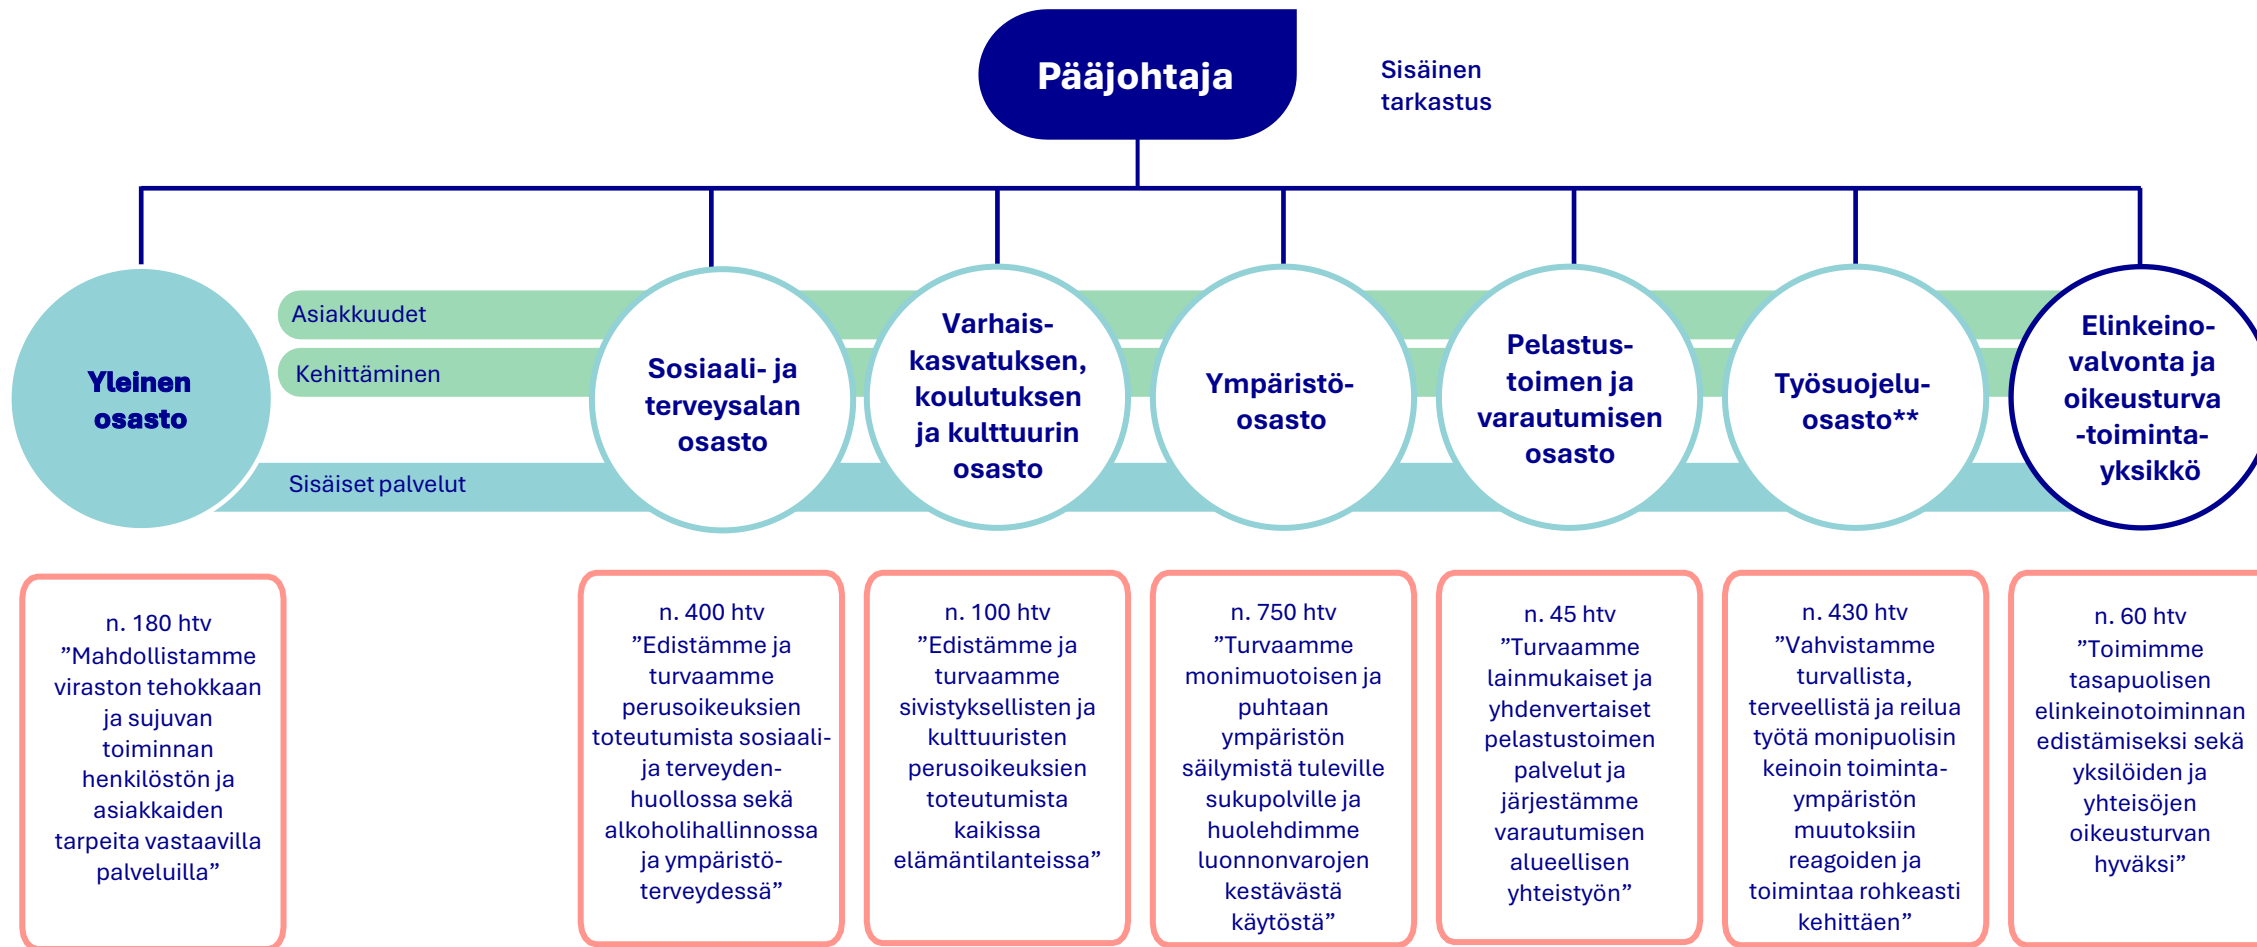 Pääjohtaja
Sisäinen
tarkastus
Asiakkuudet
Kehittäminen
Sisäiset palvelut
Yleinen
osasto
Sosiaali- ja
terveysalan
osasto
Varhais-
kasvatuksen,
koulutuksen
ja kulttuurin
osasto
Ympäristö-
osasto
Pelastus-
toimen ja
varautumisen
osasto
Työsuojelu-
osasto**
Elinkeino-
valvonta ja
oikeusturva
-toiminta-
yksikkö
n. 180 htv
”Mahdollistamme
viraston tehokkaan
ja sujuvan
toiminnan
henkilöstön ja
asiakkaiden
tarpeita vastaavilla
palveluilla”
n. 400 htv
”Edistämme ja
turvaamme
perusoikeuksien
toteutumista sosiaali-
ja terveyden-
huollossa sekä
alkoholihallinnossa
ja ympäristö-
terveydessä”
n. 100 htv
”Edistämme ja
turvaamme
sivistyksellisten ja
kulttuuristen
perusoikeuksien
toteutumista
kaikissa
elämäntilanteissa”
n. 750 htv
”Turvaamme
monimuotoisen ja
puhtaan
ympäristön
säilymistä tuleville
sukupolville ja
huolehdimme
luonnonvarojen
kestävästä
käytöstä”
n. 45 htv
”Turvaamme
lainmukaiset ja
yhdenvertaiset
pelastustoimen
palvelut ja
järjestämme
varautumisen
alueellisen
yhteistyön”
n. 430 htv
”Vahvistamme
turvallista,
terveellistä ja reilua
työtä monipuolisin
keinoin toiminta-
ympäristön
muutoksiin
reagoiden ja
toimintaa rohkeasti
kehittäen”
n. 60 htv
”Toimimme
tasapuolisen
elinkeinotoiminnan
edistämiseksi sekä
yksilöiden ja
yhteisöjen
oikeusturvan
hyväksi”